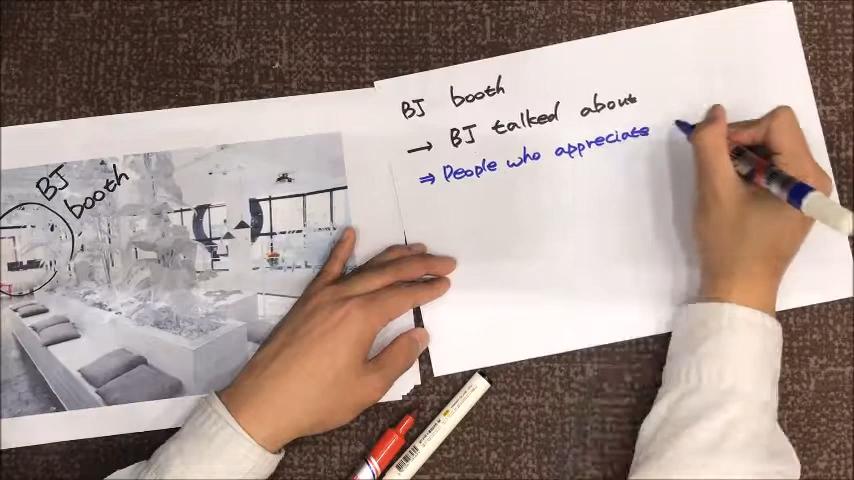 BJ
booth
BJ booth
→ BJ talked about
⇒ People who appreciate